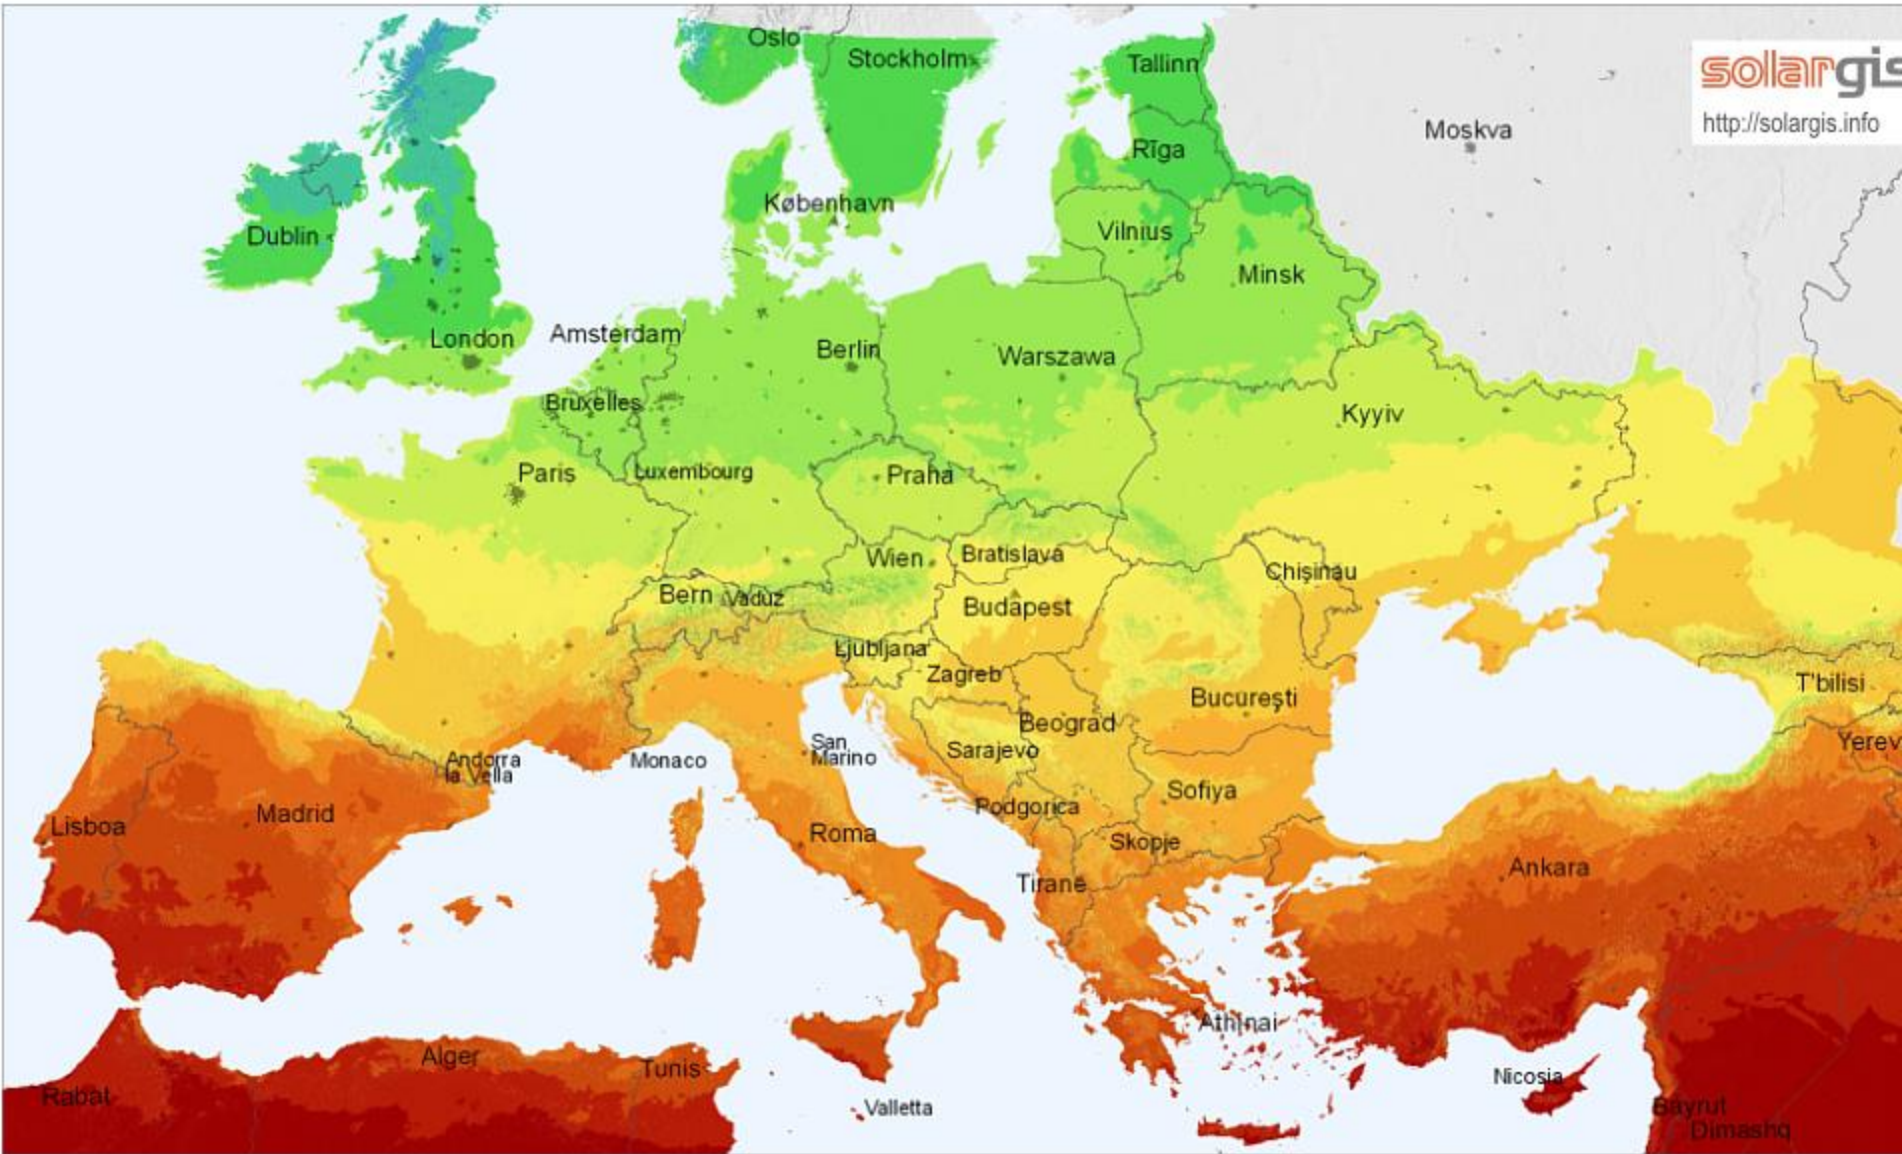 Oslo
Stockholm
Tallinn
solargis
http://solargis.info
Moskva
Rīga
København
Vilnius
Dublin
Minsk
London
Amsterdam
Berlin
Warszawa
Bruxelles
Kyyiv
Paris
Luxembourg
Praha
Wien
Bratislava
Chişinau
Bern
Vaduz
Budapest
Ljubljana
Zagreb
T'bilisi
Bucureşti
Beograd
Yerev
San
Marino
Sarajevo
Monaco
Andorra
la Vella
Sofiya
Podgorica
Madrid
Lisboa
Roma
Skopje
Ankara
Tirane
Athinai
Alger
Tunis
Nicosia
Rabat
Valletta
Bayrut
Dimashq